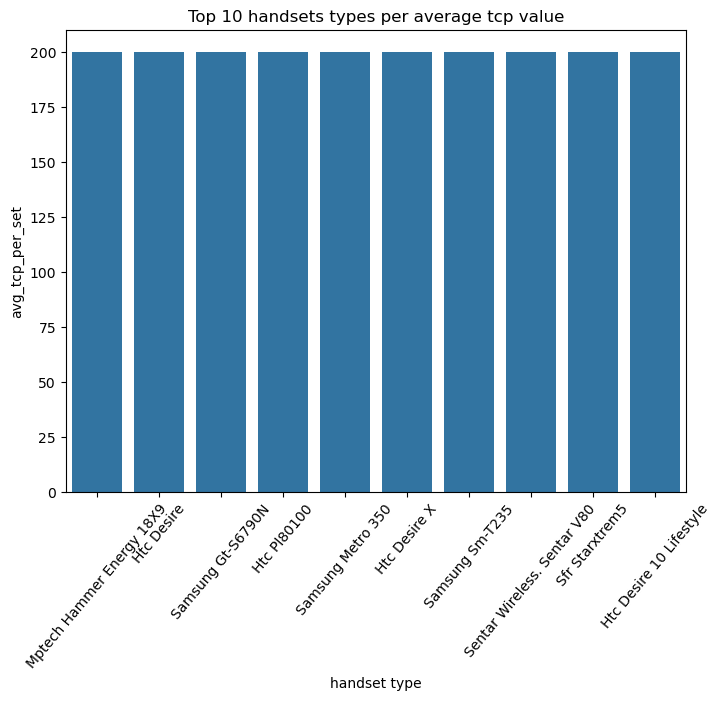 Top 10 handsets types per average tcp value
avg_tcp_per_set
200
175
150
125
100
75
50
25
0
Mptech Hammer Energy 18X9
Htc Desire
Samsung Gt-S6790N
Htc Pl80100
Samsung Metro 350
Htc Desire X
Samsung Sm-T235
Sentar Wireless. Sentar V80
Sfr Starxtrem5
Htc Desire 10 Lifestyle
handset type